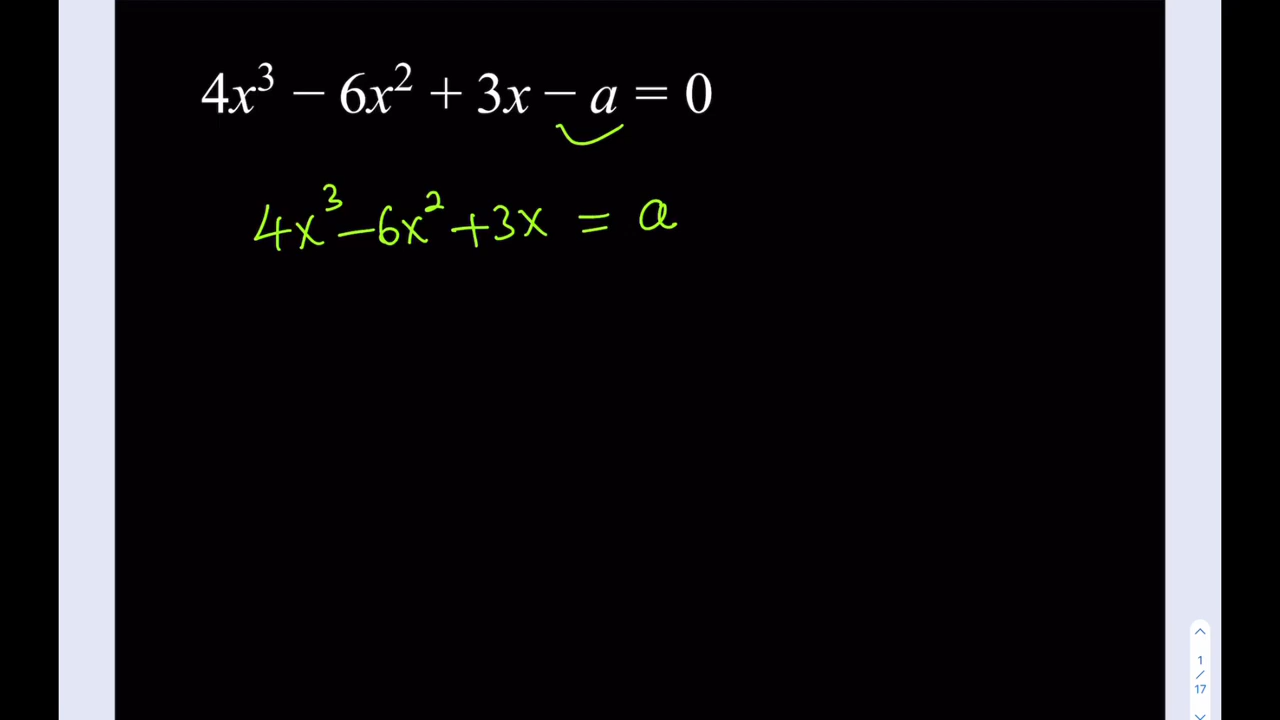 4x³ − 6x² + 3x − a = 0
4x³ − 6x² + 3x = a
1
/
17